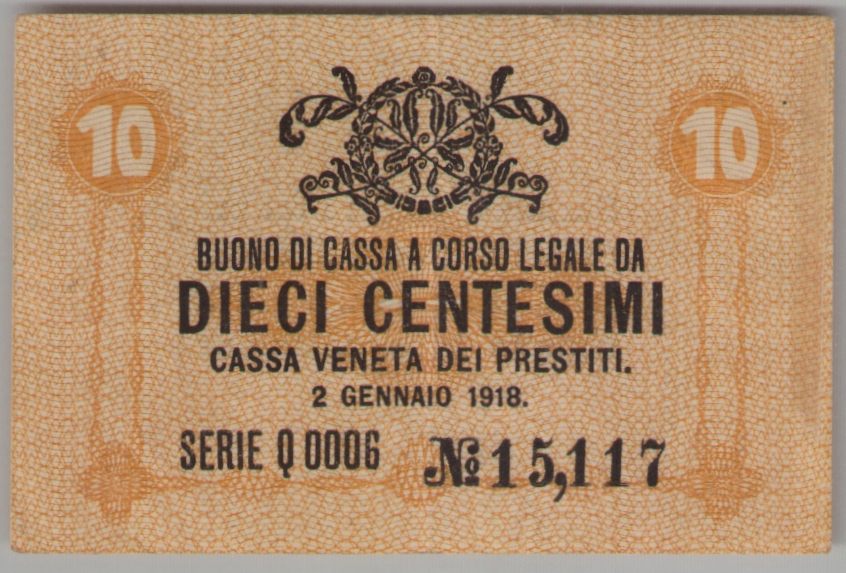 10 10
BUONO DI CASSA A CORSO LEGALE DA
DIECI CENTESIMI
CASSA VENETA DEI PRESTITI.
2 GENNAIO 1918.
SERIE Q 0006 № 15,117